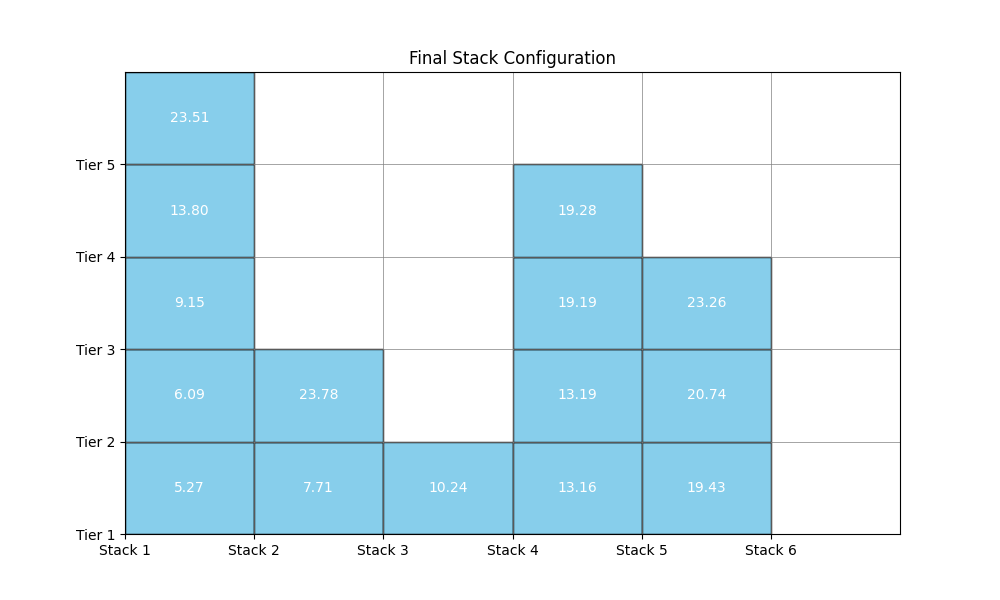 Final Stack Configuration
23.51
Tier 5
13.80
19.28
Tier 4
9.15
19.19
23.26
Tier 3
6.09
23.78
13.19
20.74
Tier 2
5.27
7.71
10.24
13.16
19.43
Tier 1
Stack 1
Stack 2
Stack 3
Stack 4
Stack 5
Stack 6